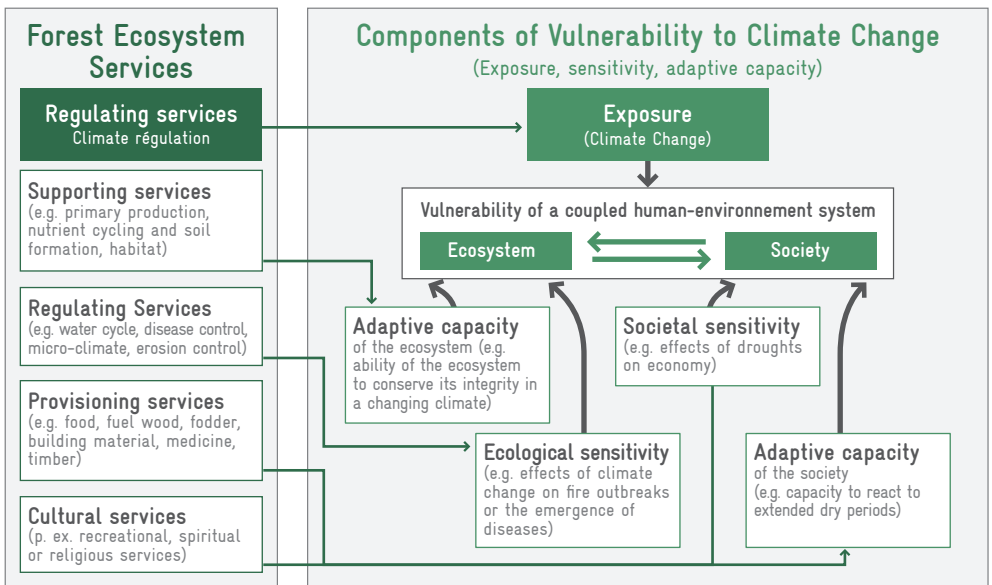 Forest Ecosystem
Services
Regulating services
Climate régulation
Supporting services
(e.g. primary production,
nutrient cycling and soil
formation, habitat)
Regulating Services
(e.g. water cycle, disease control,
micro-climate, erosion control)
Provisioning services
(e.g. food, fuel wood, fodder,
building material, medicine,
timber)
Cultural services
(p. ex. recreational, spiritual
or religious services)
Components of Vulnerability to Climate Change
(Exposure, sensitivity, adaptive capacity)
Exposure
(Climate Change)
Vulnerability of a coupled human-environnement system
Ecosystem
Society
Adaptive capacity
of the ecosystem (e.g.
ability of the ecosystem
to conserve its integrity in
a changing climate)
Societal sensitivity
(e.g. effects of droughts
on economy)
Ecological sensitivity
(e.g. effects of climate
change on fire outbreaks
or the emergence of
diseases)
Adaptive capacity
of the society
(e.g. capacity to react to
extended dry periods)